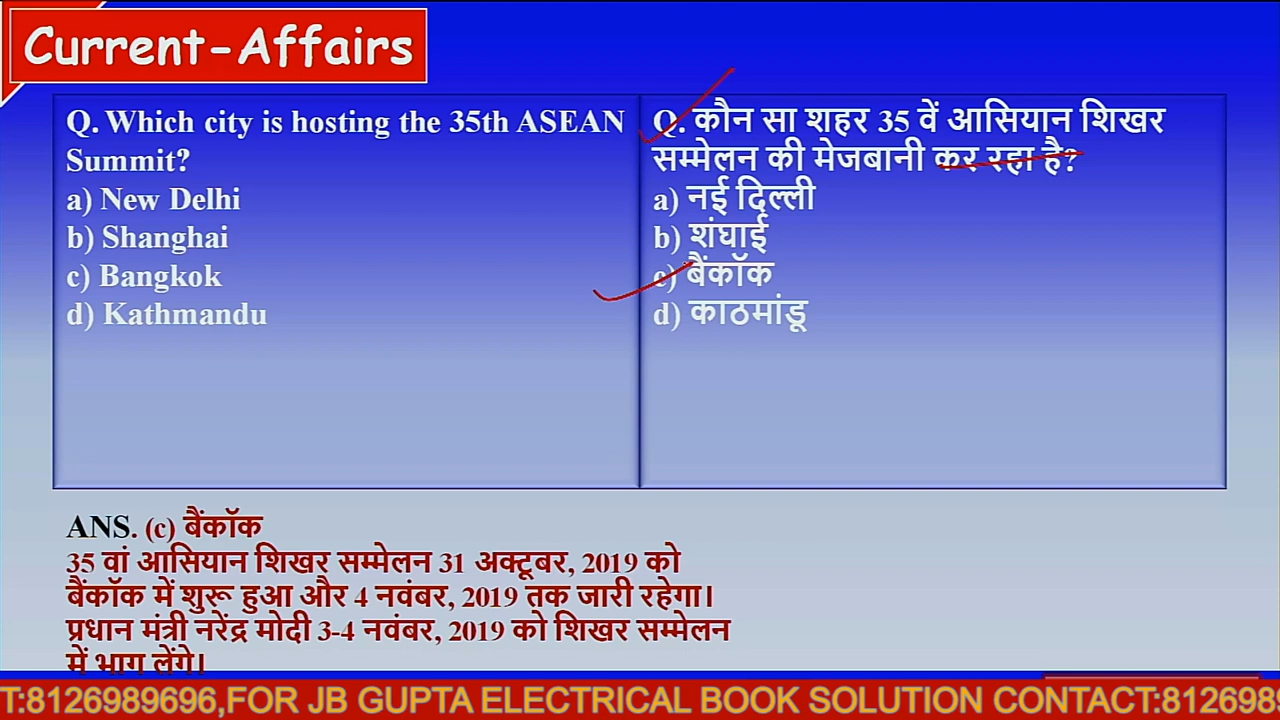 Current-Affairs
Q. Which city is hosting the 35th ASEAN
Summit?
a) New Delhi
b) Shanghai
c) Bangkok
d) Kathmandu
Q. कौन सा शहर 35 वें आसियान शिखर
सम्मेलन की मेजबानी कर रहा है?
a) नई दिल्ली
b) शंघाई
c) बैंकॉक
d) काठमांडू
ANS. (c) बैंकॉक
35 वां आसियान शिखर सम्मेलन 31 अक्टूबर, 2019 को
बैंकॉक में शुरू हुआ और 4 नवंबर, 2019 तक जारी रहेगा।
प्रधान मंत्री नरेंद्र मोदी 3-4 नवंबर, 2019 को शिखर सम्मेलन
में भाग लेंगे।
T:8126989696,FOR JB GUPTA ELECTRICAL BOOK SOLUTION CONTACT:812698